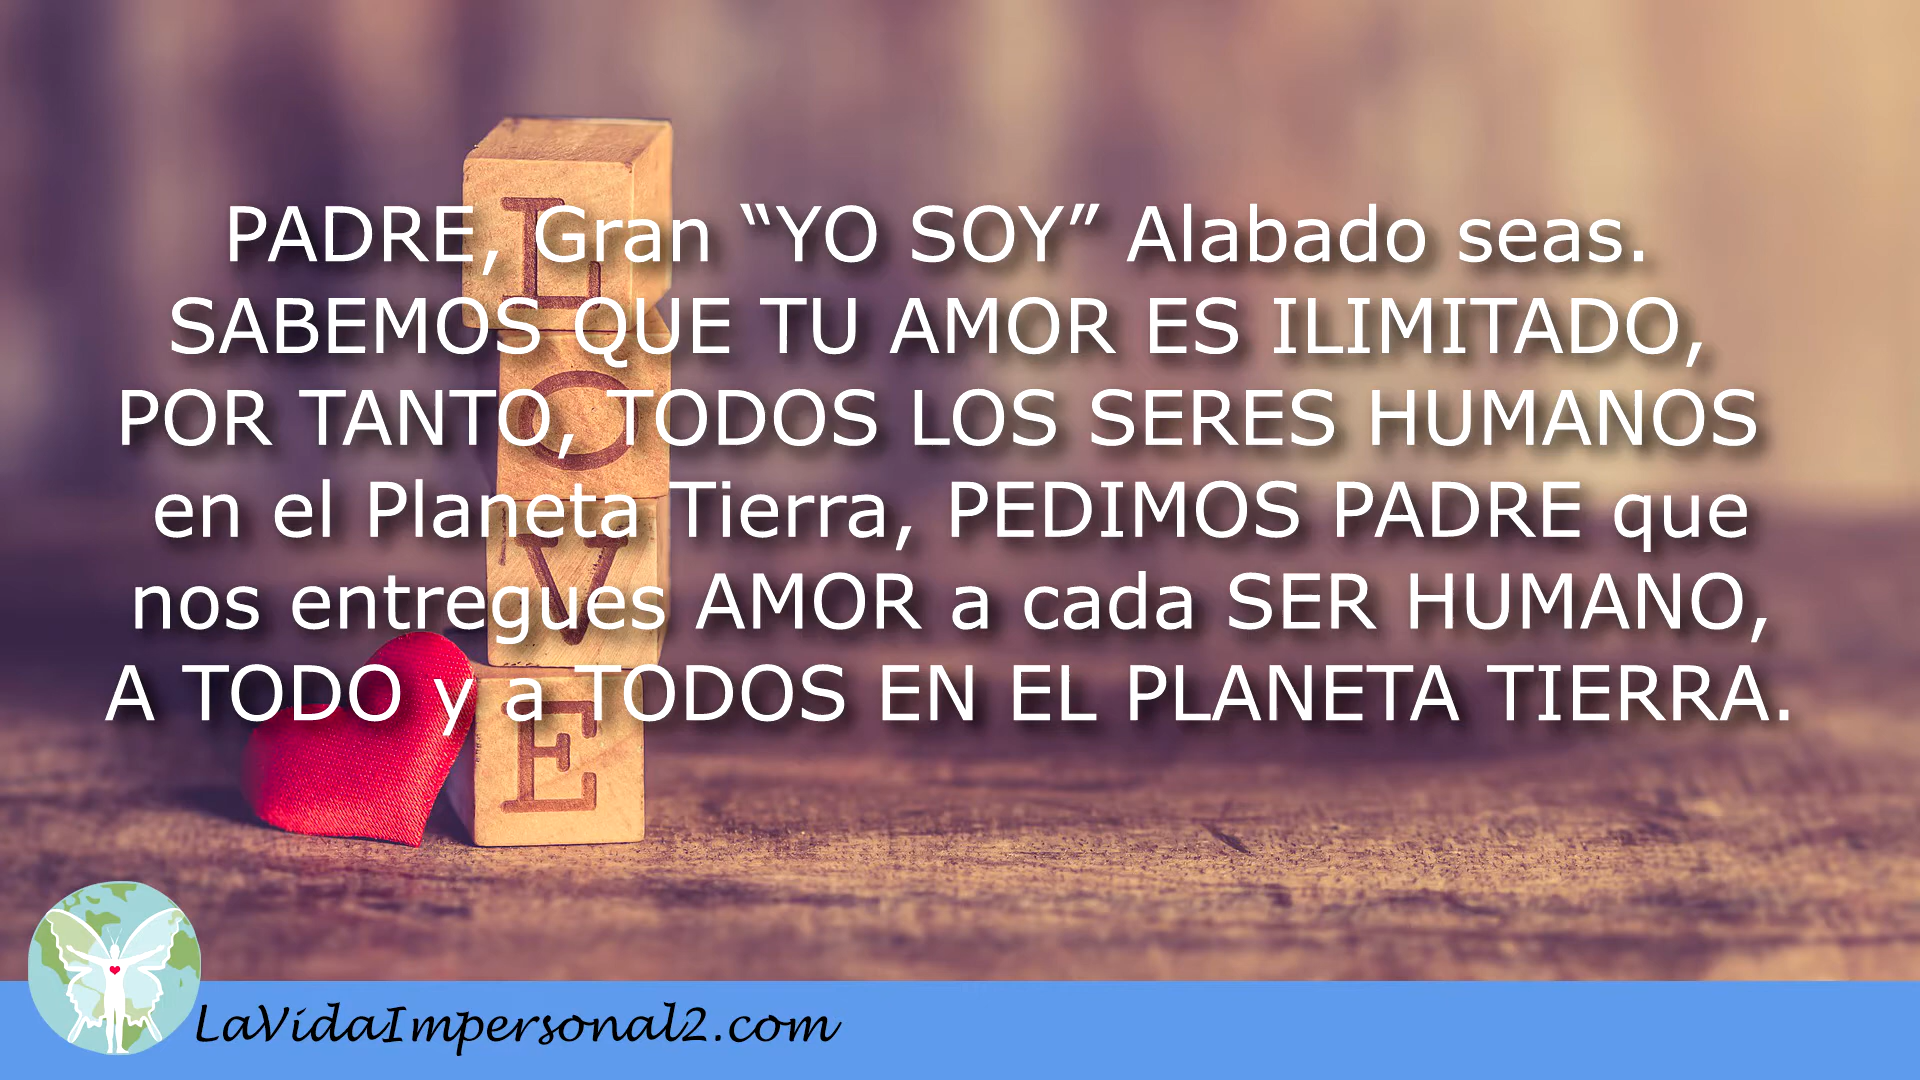 PADRE, Gran “YO SOY” Alabado seas.
SABEMOS QUE TU AMOR ES ILIMITADO,
POR TANTO, TODOS LOS SERES HUMANOS
en el Planeta Tierra, PEDIMOS PADRE que
nos entregues AMOR a cada SER HUMANO,
A TODO y a TODOS EN EL PLANETA TIERRA.
L
O
V
E
LaVidaImpersonal2.com